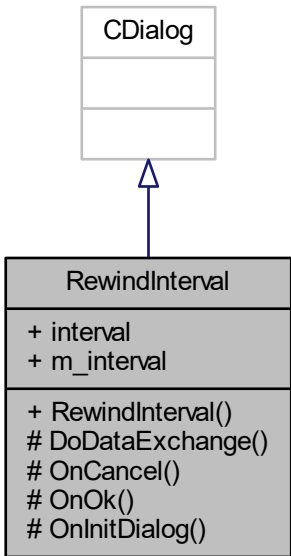 CDialog
RewindInterval
+ interval
+ m_interval
+ RewindInterval()
# DoDataExchange()
# OnCancel()
# OnOk()
# OnInitDialog()